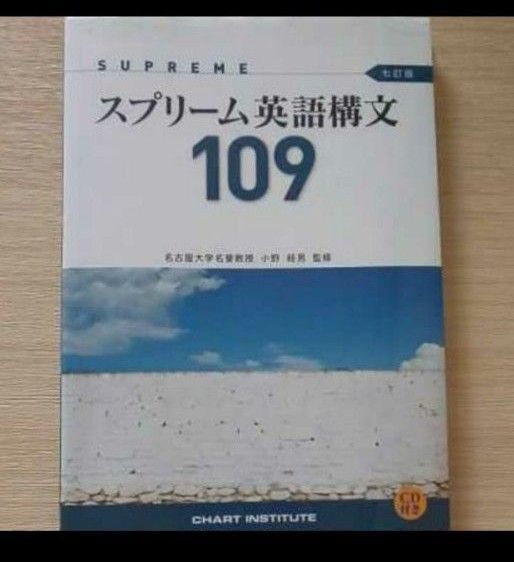 SUPREME
七訂版
スプリーム英語構文
109
名古屋大学名誉教授 小野 経男 監修
CHART INSTITUTE
CD
付き